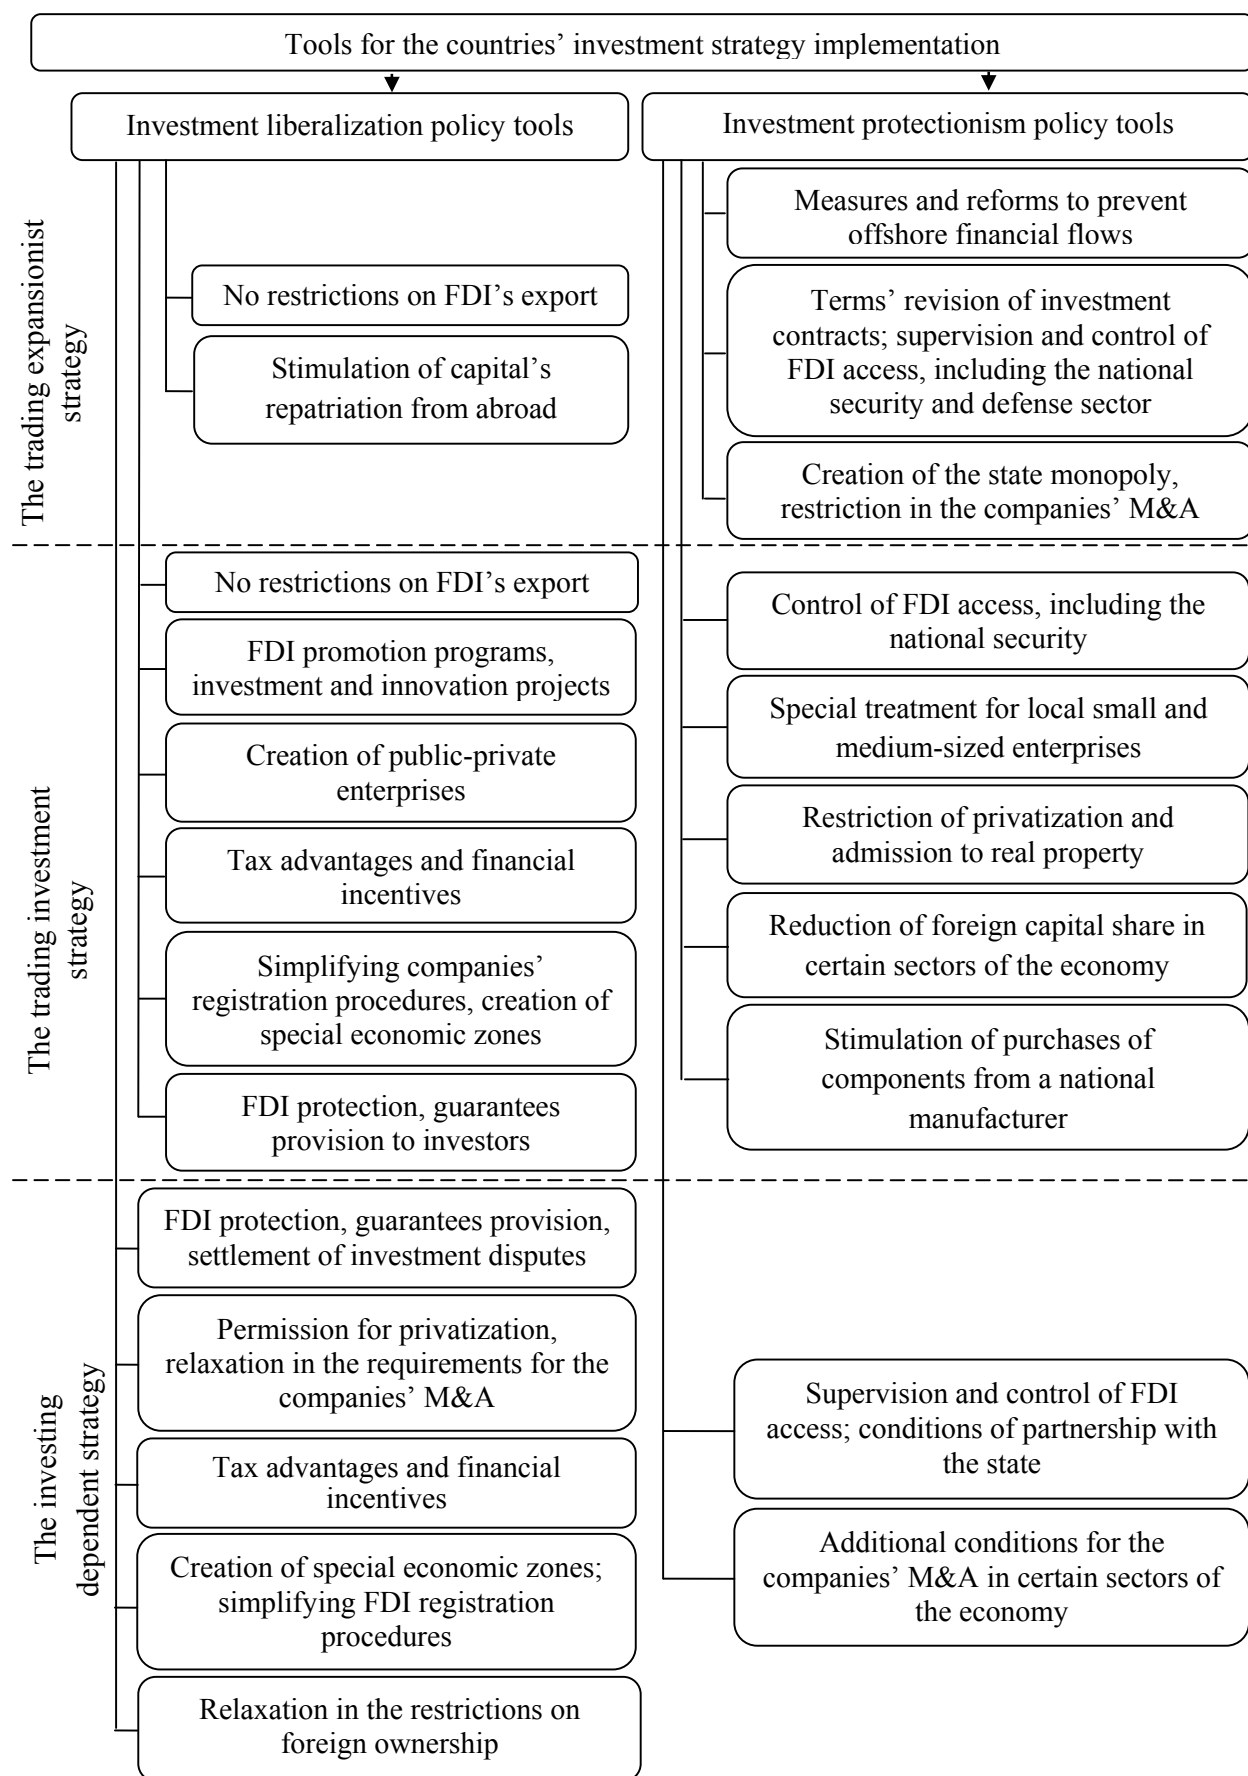 Tools for the countries’ investment strategy implementation
Investment liberalization policy tools
Investment protectionism policy tools
The trading expansionist
strategy
No restrictions on FDI’s export
Stimulation of capital’s
repatriation from abroad
Measures and reforms to prevent
offshore financial flows
Terms’ revision of investment
contracts; supervision and control of
FDI access, including the national
security and defense sector
Creation of the state monopoly,
restriction in the companies’ M&A
The trading investment
strategy
No restrictions on FDI’s export
FDI promotion programs,
investment and innovation projects
Creation of public-private
enterprises
Tax advantages and financial
incentives
Simplifying companies’
registration procedures, creation of
special economic zones
FDI protection, guarantees
provision to investors
Control of FDI access, including the
national security
Special treatment for local small and
medium-sized enterprises
Restriction of privatization and
admission to real property
Reduction of foreign capital share in
certain sectors of the economy
Stimulation of purchases of
components from a national
manufacturer
The investing
dependent strategy
FDI protection, guarantees provision,
settlement of investment disputes
Permission for privatization,
relaxation in the requirements for the
companies’ M&A
Tax advantages and financial
incentives
Creation of special economic zones;
simplifying FDI registration
procedures
Relaxation in the restrictions on
foreign ownership
Supervision and control of FDI
access; conditions of partnership with
the state
Additional conditions for the
companies’ M&A in certain sectors of
the economy